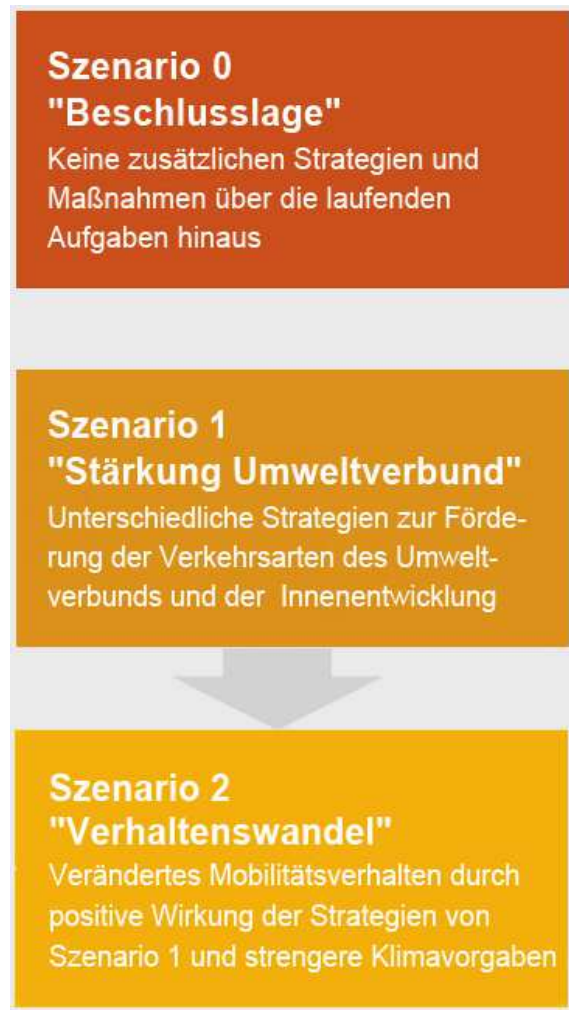 Szenario 0
"Beschlusslage"
Keine zusätzlichen Strategien und
Maßnahmen über die laufenden
Aufgaben hinaus
Szenario 1
"Stärkung Umweltverbund"
Unterschiedliche Strategien zur Förde-
rung der Verkehrsarten des Umwelt-
verbunds und der Innenentwicklung
Szenario 2
"Verhaltenswandel"
Verändertes Mobilitätsverhalten durch
positive Wirkung der Strategien von
Szenario 1 und strengere Klimavorgaben